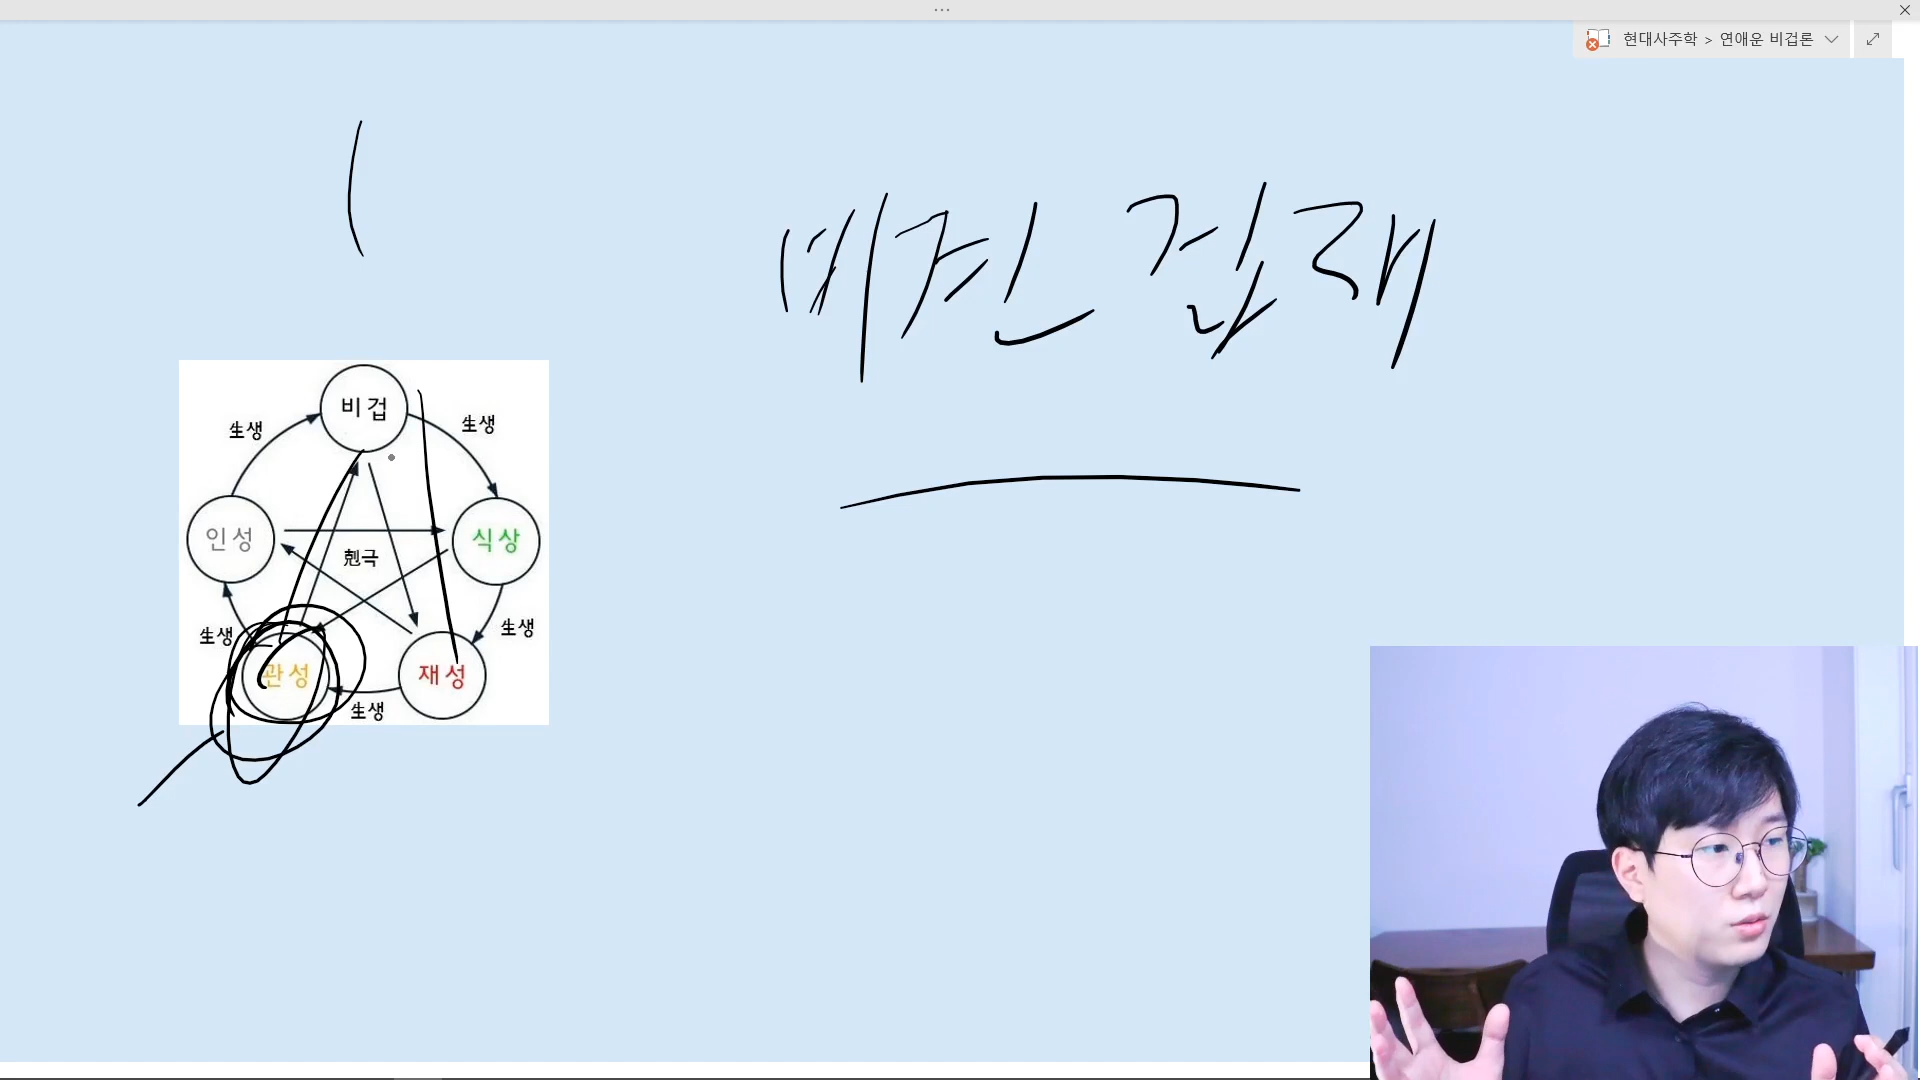 현대사주학 > 연애운 비겁론
비견 겁재
비겁
生생
生생
인성
식상
剋극
生생
生생
관성
재성
生생